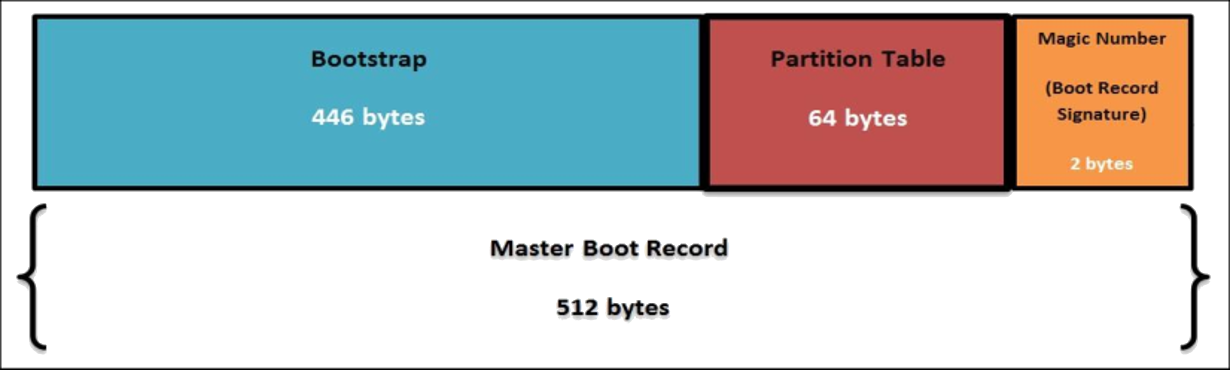 Bootstrap
446 bytes
Partition Table
64 bytes
Magic Number
(Boot Record
Signature)
2 bytes
Master Boot Record
512 bytes